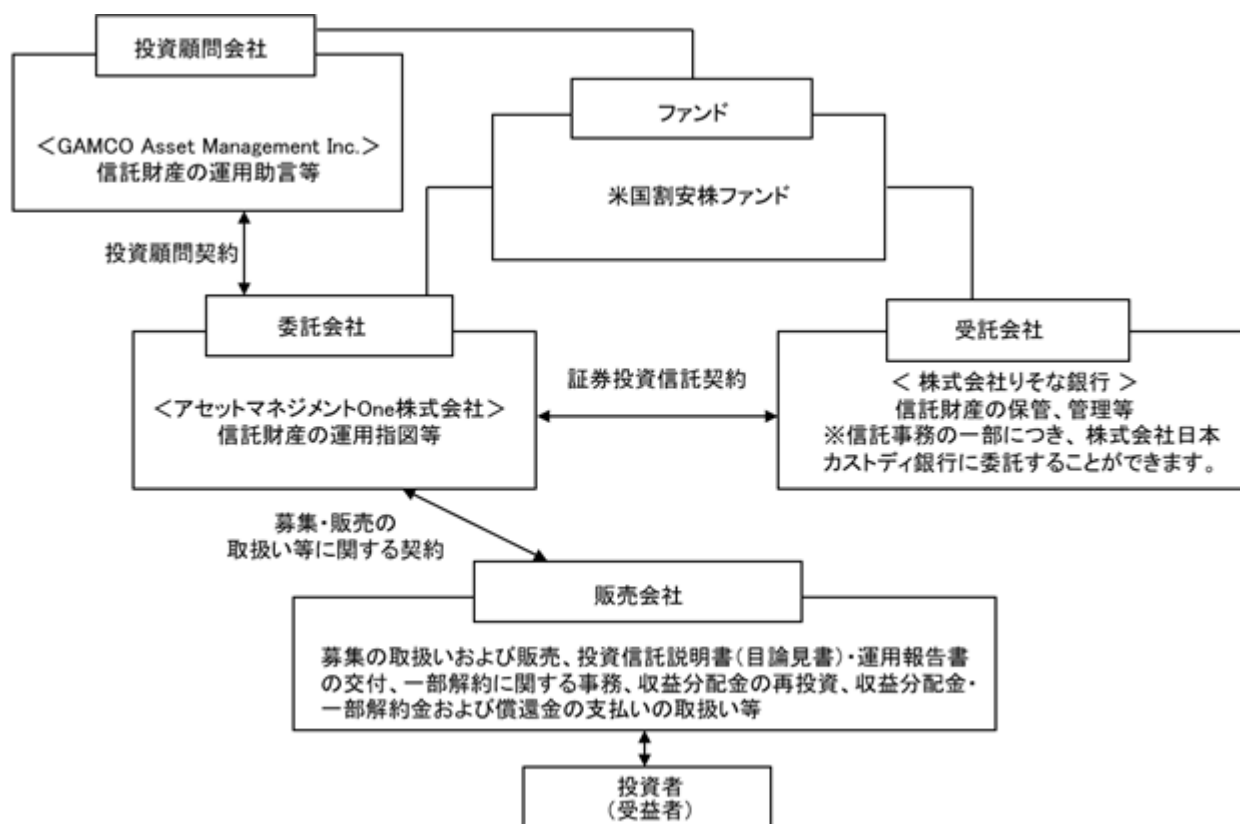 投資顧問会社
＜GAMCO Asset Management Inc.＞
信託財産の運用助言等
ファンド
米国割安株ファンド
投資顧問契約
委託会社
＜アセットマネジメントOne株式会社＞
信託財産の運用指図等
証券投資信託契約
受託会社
＜ 株式会社りそな銀行 ＞
信託財産の保管、管理等
※信託事務の一部につき、株式会社日本
カストディ銀行に委託することができます。
募集・販売の
取扱い等に関する契約
販売会社
募集の取扱いおよび販売、投資信託説明書（目論見書）・運用報告書
の交付、一部解約に関する事務、収益分配金の再投資、収益分配金・
一部解約金および償還金の支払いの取扱い等
投資者
（受益者）